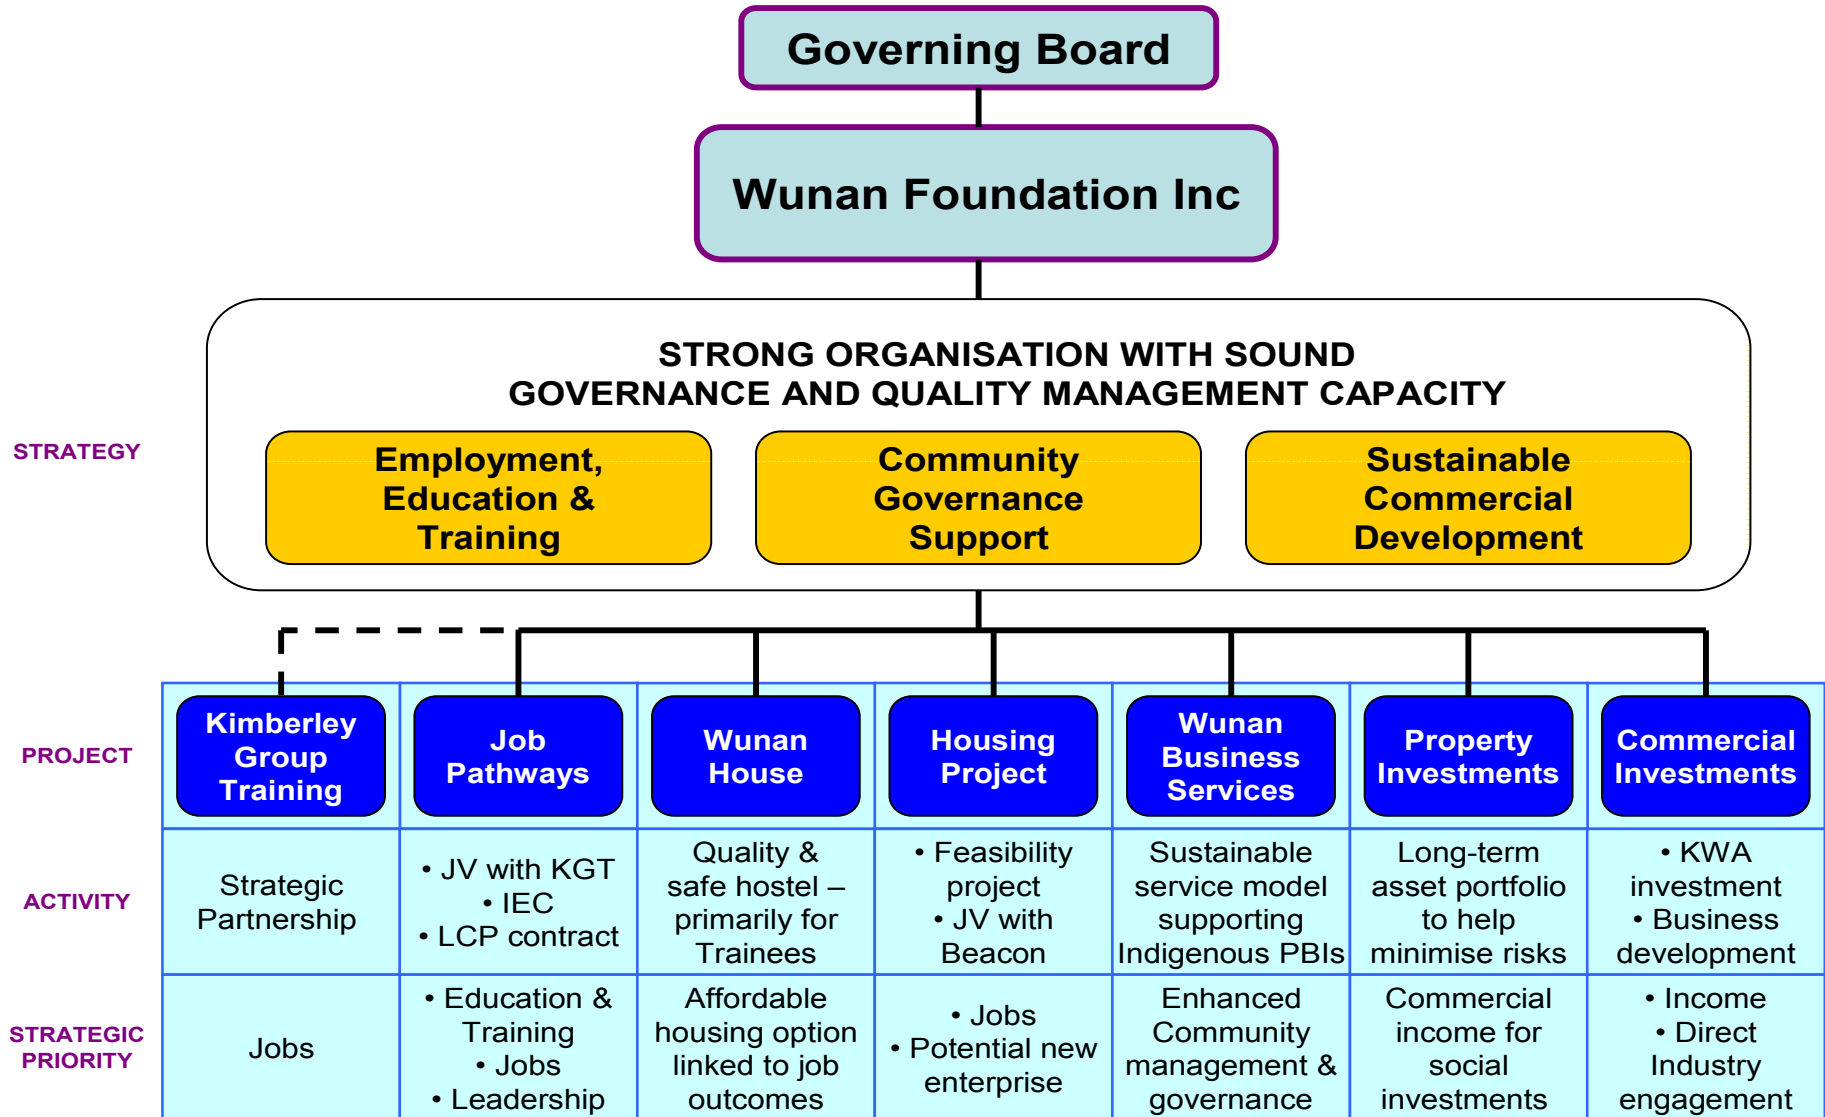 Governing Board
Wunan Foundation Inc
STRONG ORGANISATION WITH SOUND
GOVERNANCE AND QUALITY MANAGEMENT CAPACITY
STRATEGY
Employment,
Education &
Training
Community
Governance
Support
Sustainable
Commercial
Development
PROJECT
Kimberley
Group
Training
Job
Pathways
Wunan
House
Housing
Project
Wunan
Business
Services
Property
Investments
Commercial
Investments
ACTIVITY
Strategic
Partnership
• JV with KGT
• IEC
• LCP contract
Quality &
safe hostel –
primarily for
Trainees
• Feasibility
project
• JV with
Beacon
Sustainable
service model
supporting
Indigenous PBIs
Long-term
asset portfolio
to help
minimise risks
• KWA
investment
• Business
development
STRATEGIC
PRIORITY
Jobs
• Education &
Training
• Jobs
• Leadership
Affordable
housing option
linked to job
outcomes
• Jobs
• Potential new
enterprise
Enhanced
Community
management &
governance
Commercial
income for
social
investments
• Income
• Direct
Industry
engagement